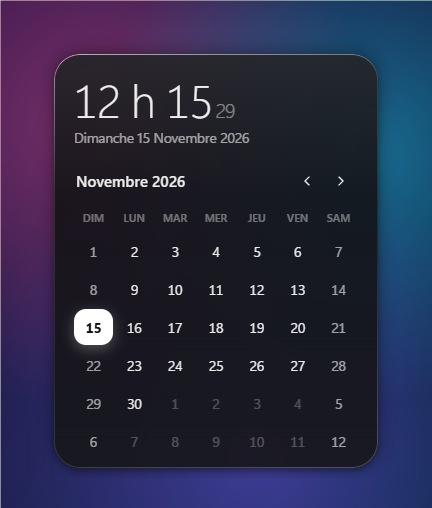 12 h 15 29
Dimanche 15 Novembre 2026
Novembre 2026
DIM LUN MAR MER JEU VEN SAM
1 2 3 4 5 6 7
8 9 10 11 12 13 14
15 16 17 18 19 20 21
22 23 24 25 26 27 28
29 30 1 2 3 4 5
6 7 8 9 10 11 12